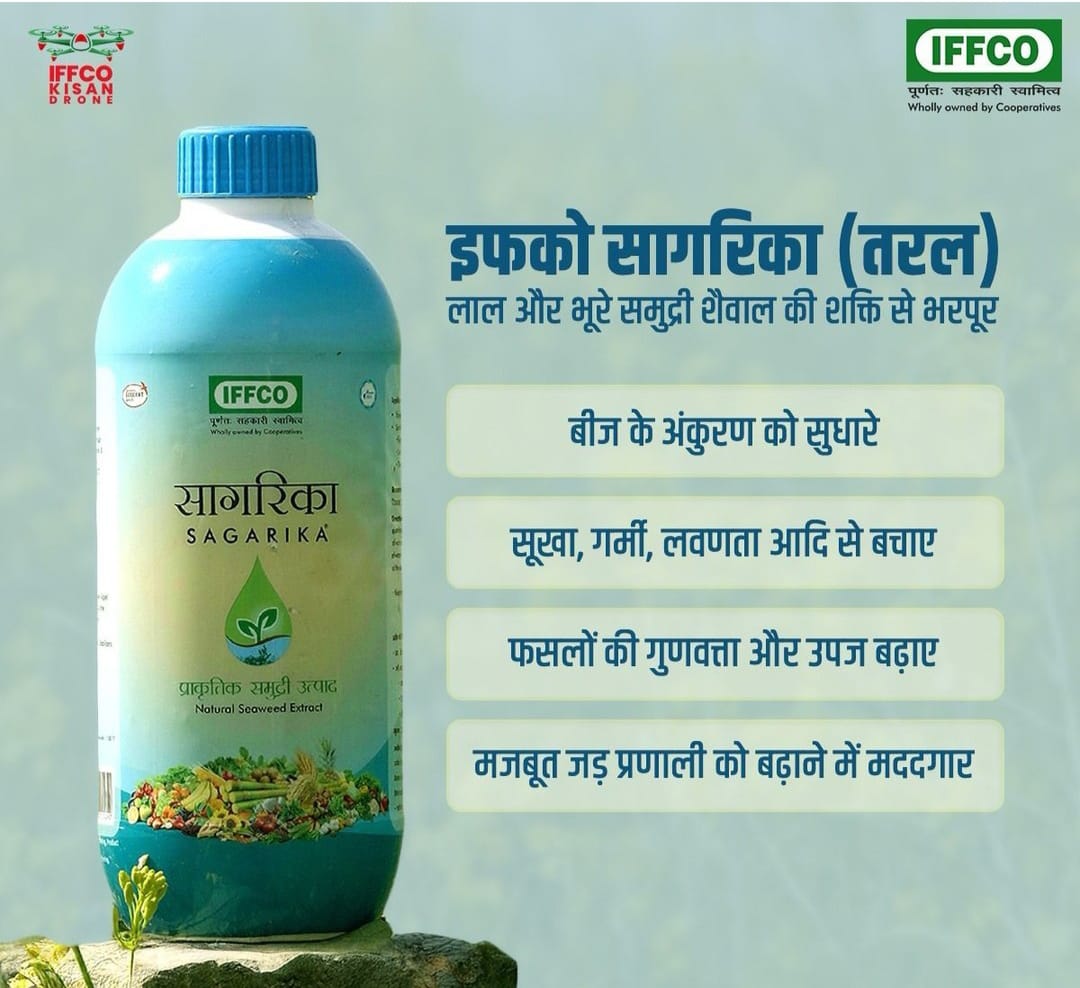 IFFCO
KISAN
DRONE
IFFCO
पूर्णतः सहकारी स्वामित्व
Wholly owned by Cooperatives
इफको सागरिका (तरल)
लाल और भूरे समुद्री शैवाल की शक्ति से भरपूर
बीज के अंकुरण को सुधारे
सूखा, गर्मी, लवणता आदि से बचाए
फसलों की गुणवत्ता और उपज बढ़ाए
मजबूत जड़ प्रणाली को बढ़ाने में मददगार
IFFCO
पूर्णतः सहकारी स्वामित्व
Wholly owned by Cooperatives
सागरिका
SAGARIKA
प्राकृतिक समुद्री उत्पाद
Natural Seaweed Extract